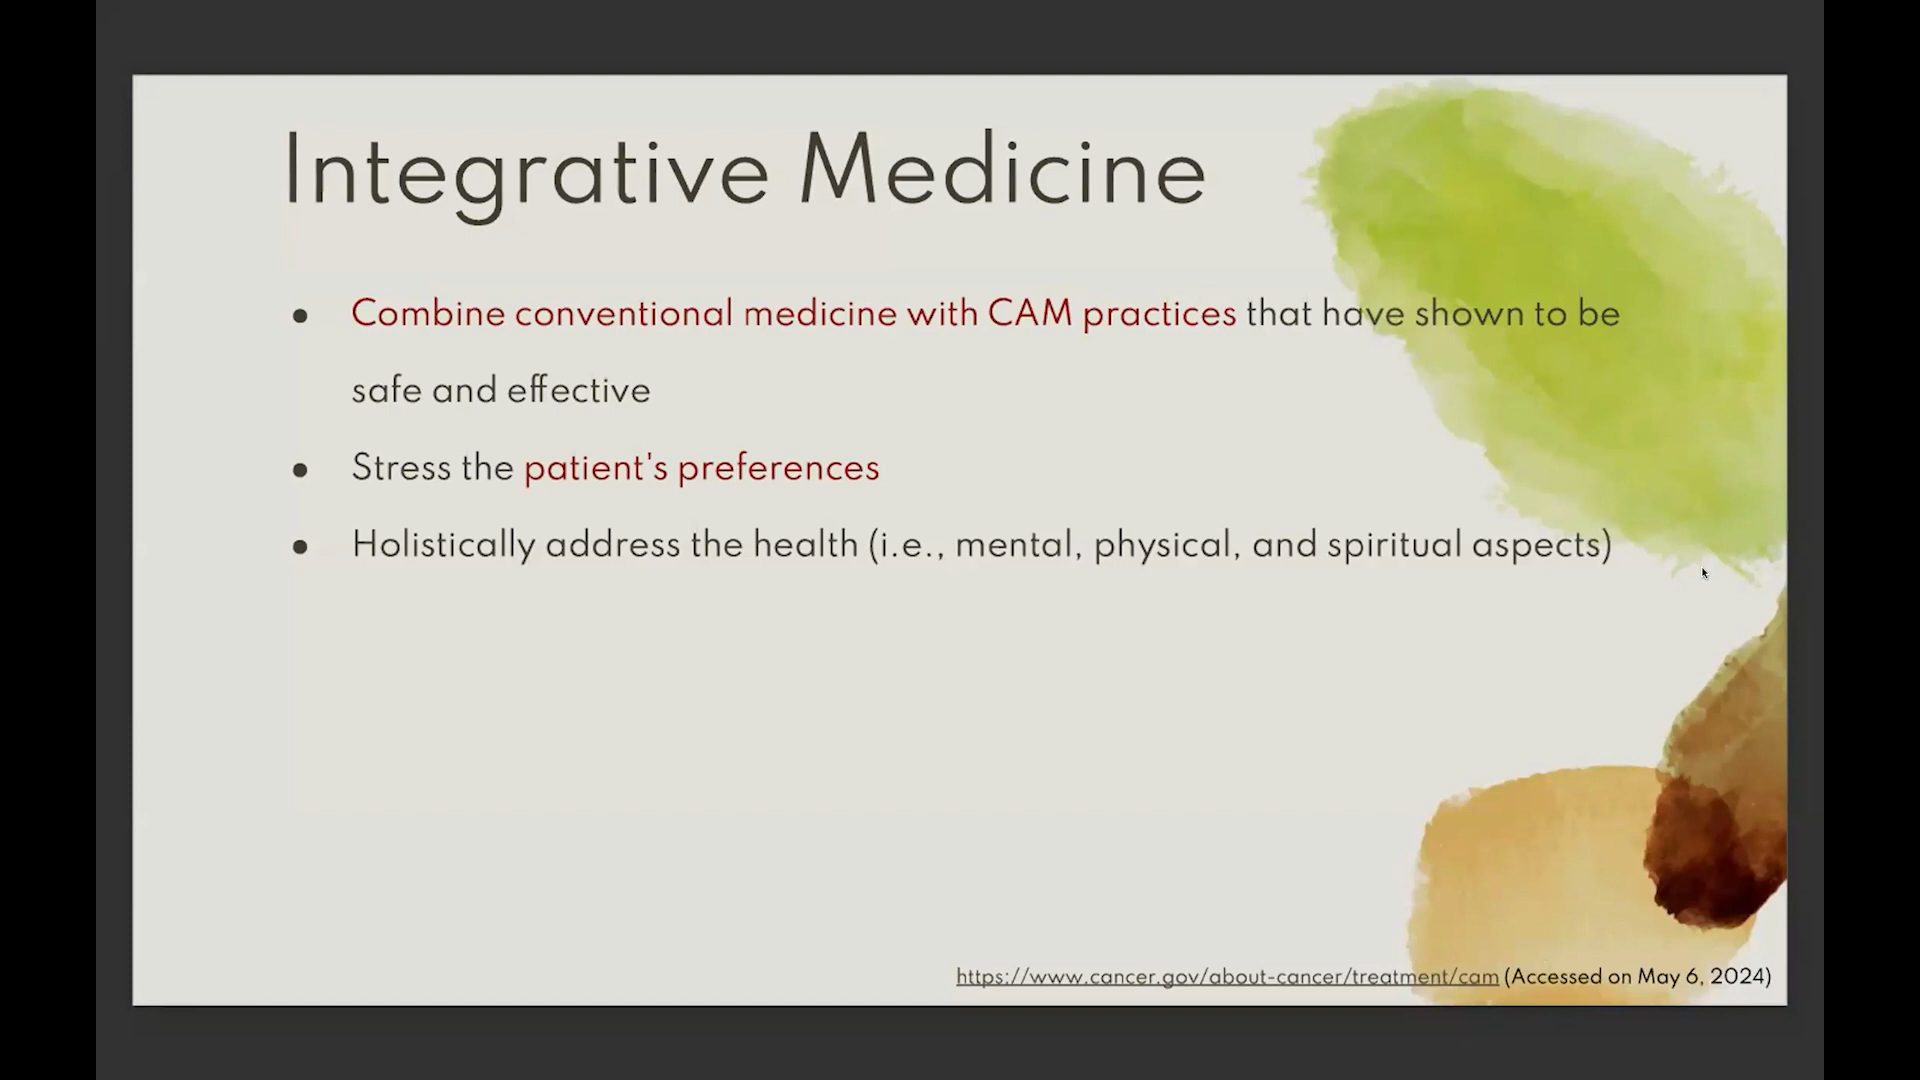 Integrative Medicine
• Combine conventional medicine with CAM practices that have shown to be
safe and effective
• Stress the patient's preferences
• Holistically address the health (i.e., mental, physical, and spiritual aspects)
https://www.cancer.gov/about-cancer/treatment/cam (Accessed on May 6, 2024)